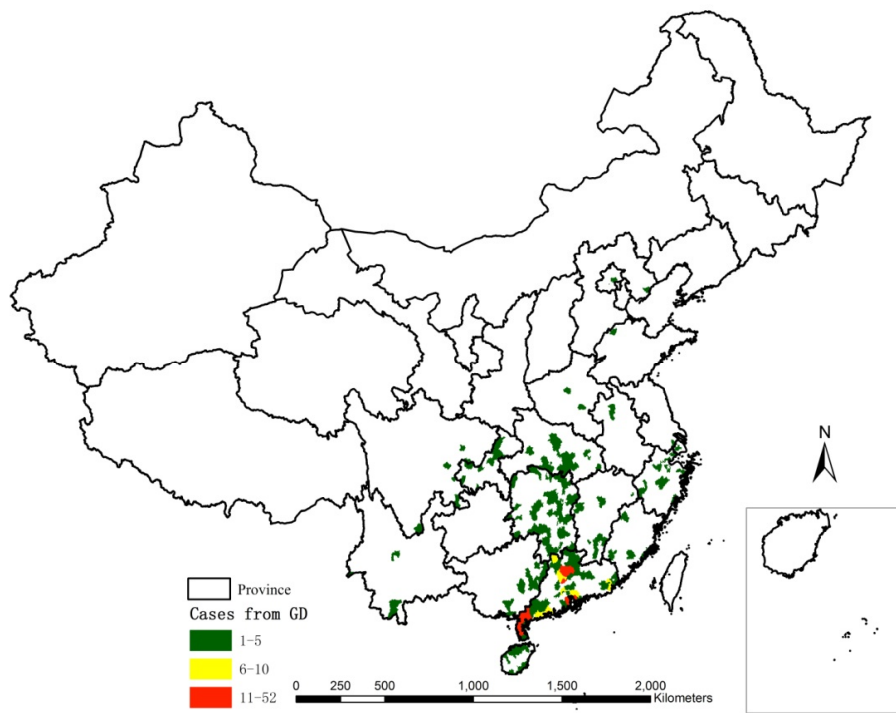 N
Province
Cases from GD
1-5
6-10
11-52
0 250 500 1,000 1,500 2,000
Kilometers